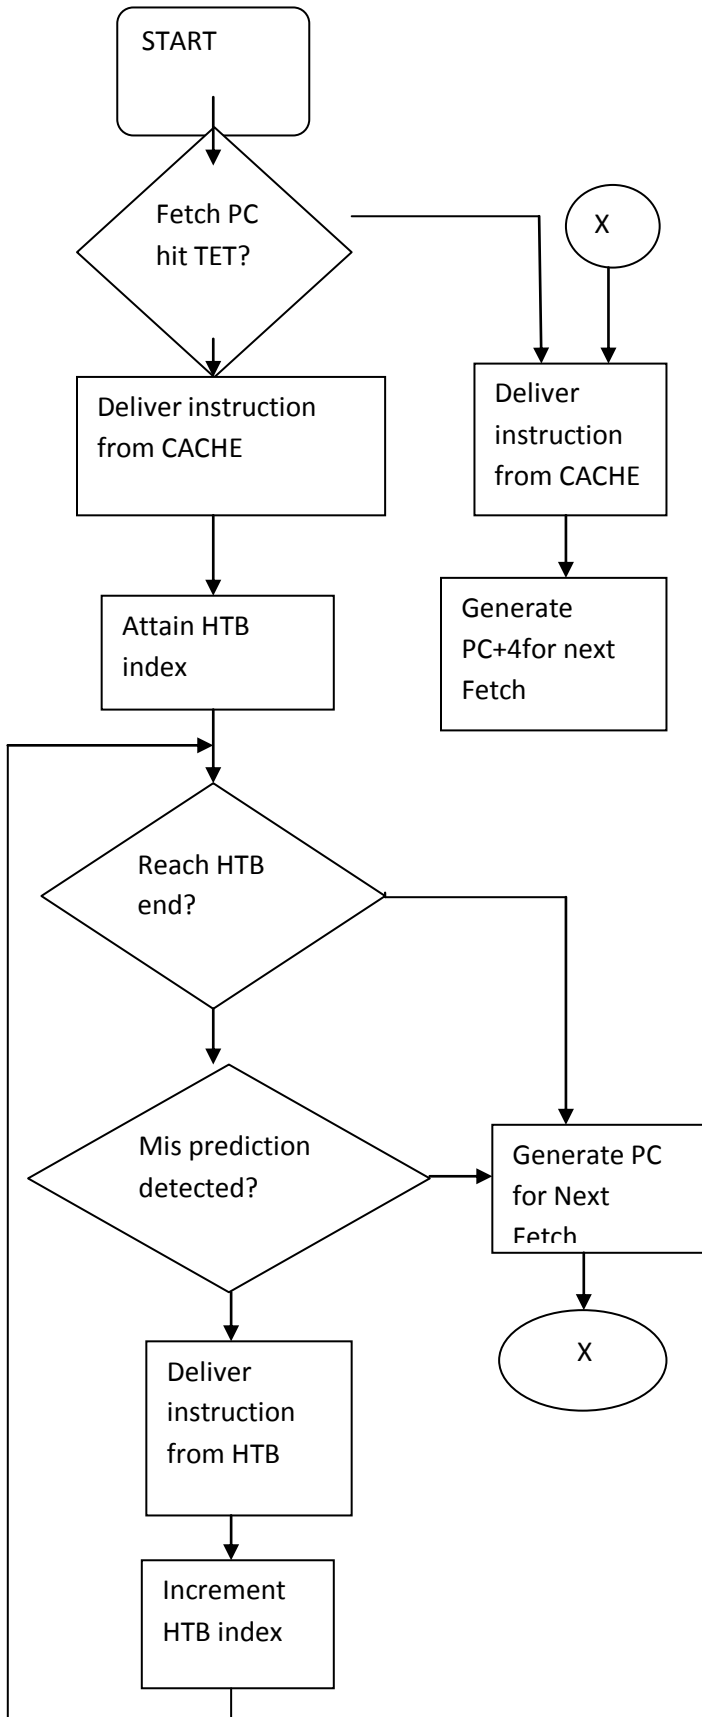 START
Fetch PC
hit TET?
X
Deliver instruction
from CACHE
Deliver
instruction
from CACHE
Attain HTB
index
Generate
PC+4for next
Fetch
Reach HTB
end?
Mis prediction
detected?
Generate PC
for Next
Fetch
X
Deliver
instruction
from HTB
Increment
HTB index